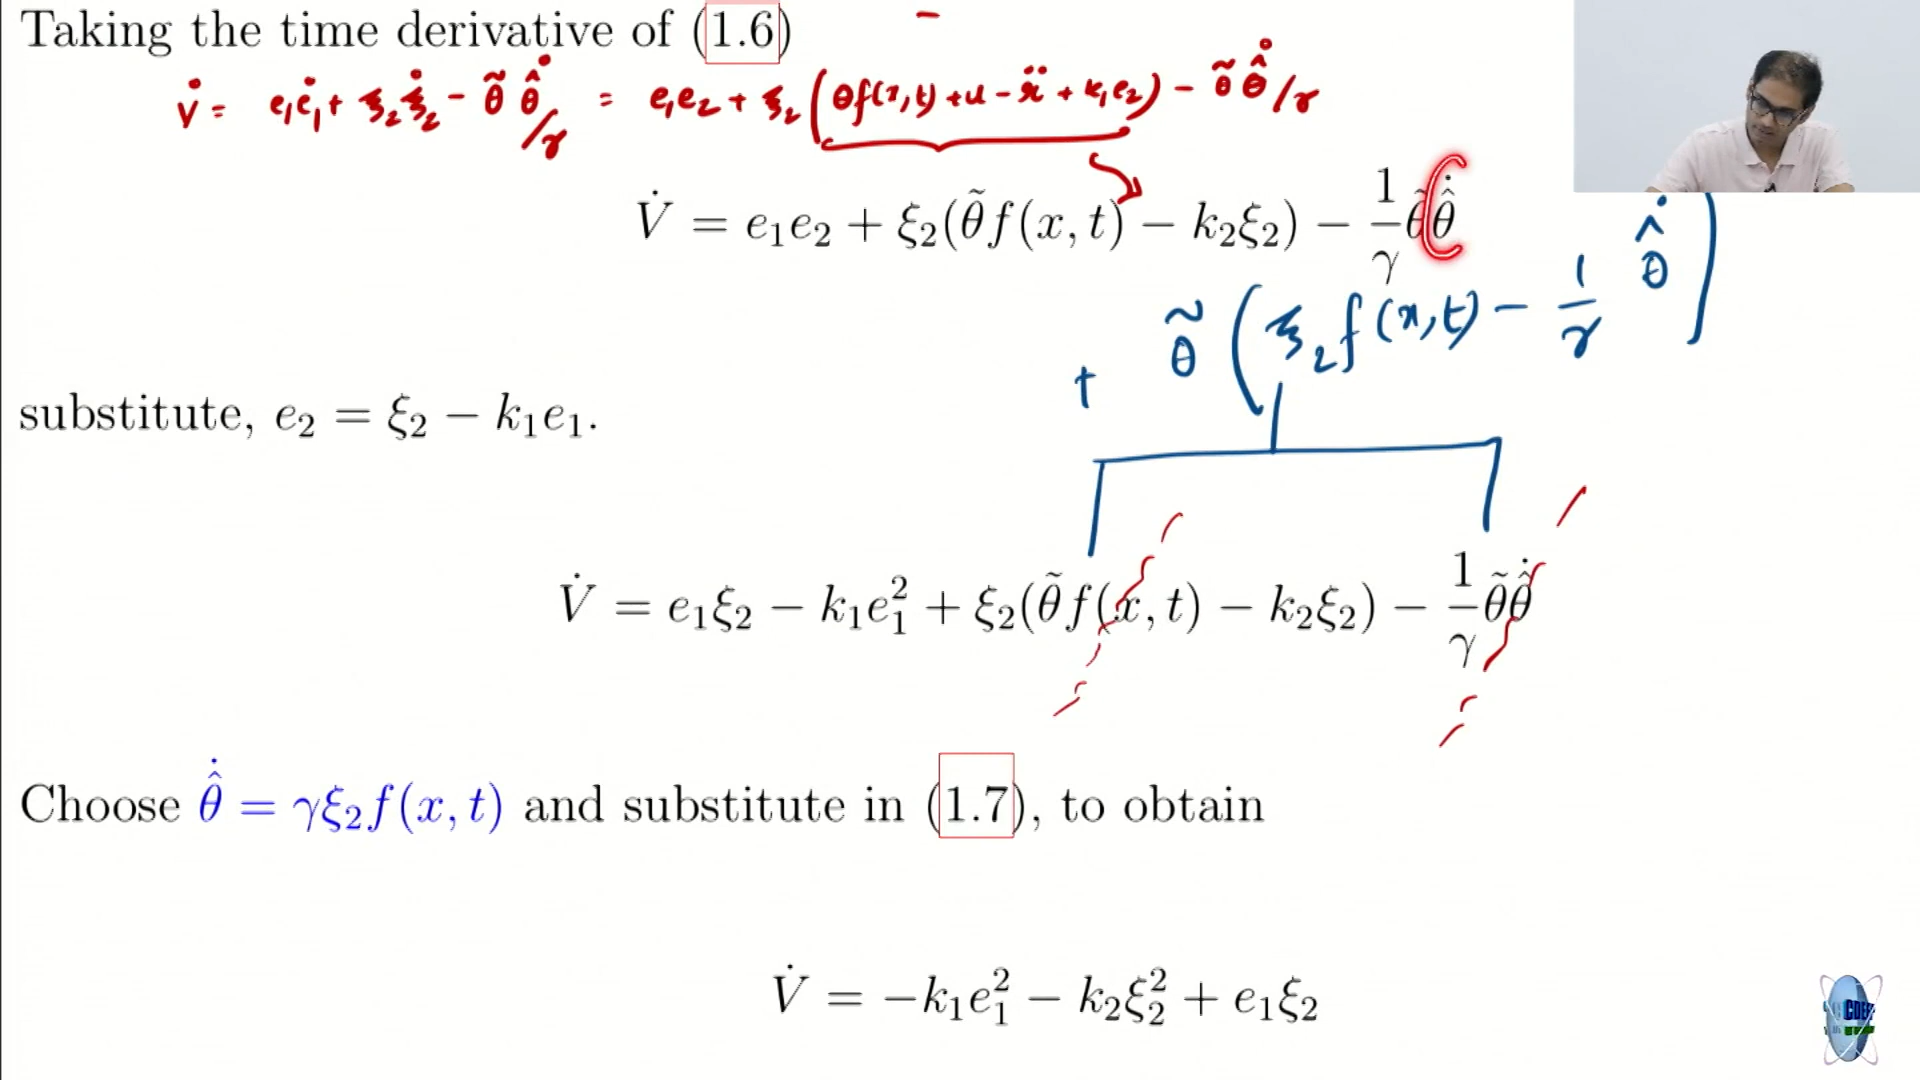 Taking the time derivative of (1.6)
V̇ = e₁ė₁ + ξ₂ξ̇₂ − θ̃ θ̂̇/γ = e₁e₂ + ξ₂(θf(x,t) + u − ẍ + k₁e₂) − θ̃ θ̂̇/γ
V̇ = e₁e₂ + ξ₂(θ̃f(x, t) − k₂ξ₂) − 1/γ θ̃θ̂̇
+ θ̃ (ξ₂f(x,t) − 1/γ θ̂̇)
substitute, e₂ = ξ₂ − k₁e₁.
V̇ = e₁ξ₂ − k₁e₁² + ξ₂(θ̃f(x, t) − k₂ξ₂) − 1/γ θ̃θ̂̇
Choose θ̂̇ = γξ₂f(x, t) and substitute in (1.7), to obtain
V̇ = −k₁e₁² − k₂ξ₂² + e₁ξ₂